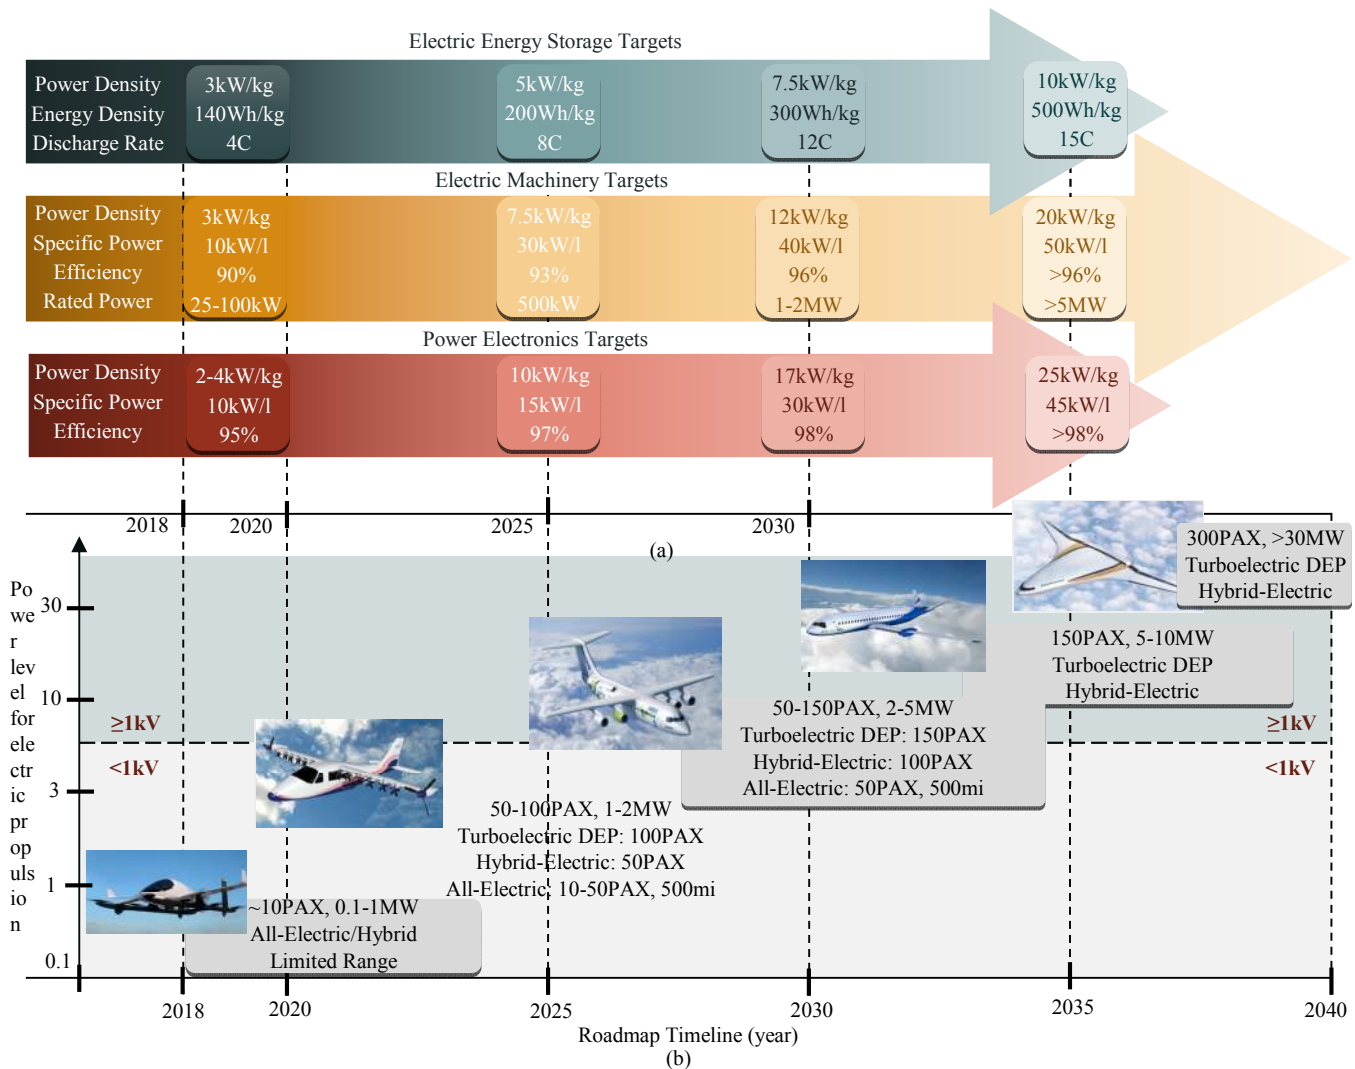 Electric Energy Storage Targets
Power Density 3kW/kg 5kW/kg 7.5kW/kg 10kW/kg
Energy Density 140Wh/kg 200Wh/kg 300Wh/kg 500Wh/kg
Discharge Rate 4C 8C 12C 15C
Electric Machinery Targets
Power Density 3kW/kg 7.5kW/kg 12kW/kg 20kW/kg
Specific Power 10kW/l 30kW/l 40kW/l 50kW/l
Efficiency 90% 93% 96% >96%
Rated Power 25-100kW 500kW 1-2MW >5MW
Power Electronics Targets
Power Density 2-4kW/kg 10kW/kg 17kW/kg 25kW/kg
Specific Power 10kW/l 15kW/l 30kW/l 45kW/l
Efficiency 95% 97% 98% >98%
2018 2020 2025 2030
(a)
Po
we
r
lev
el
for
ele
ctr
ic
pr
op
uls
io
n
30
10
3
1
0.1
≥1kV
<1kV
≥1kV
<1kV
300PAX, >30MW
Turboelectric DEP
Hybrid-Electric
150PAX, 5-10MW
Turboelectric DEP
Hybrid-Electric
50-150PAX, 2-5MW
Turboelectric DEP: 150PAX
Hybrid-Electric: 100PAX
All-Electric: 50PAX, 500mi
50-100PAX, 1-2MW
Turboelectric DEP: 100PAX
Hybrid-Electric: 50PAX
All-Electric: 10-50PAX, 500mi
~10PAX, 0.1-1MW
All-Electric/Hybrid
Limited Range
2018 2020 2025 2030 2035 2040
Roadmap Timeline (year)
(b)